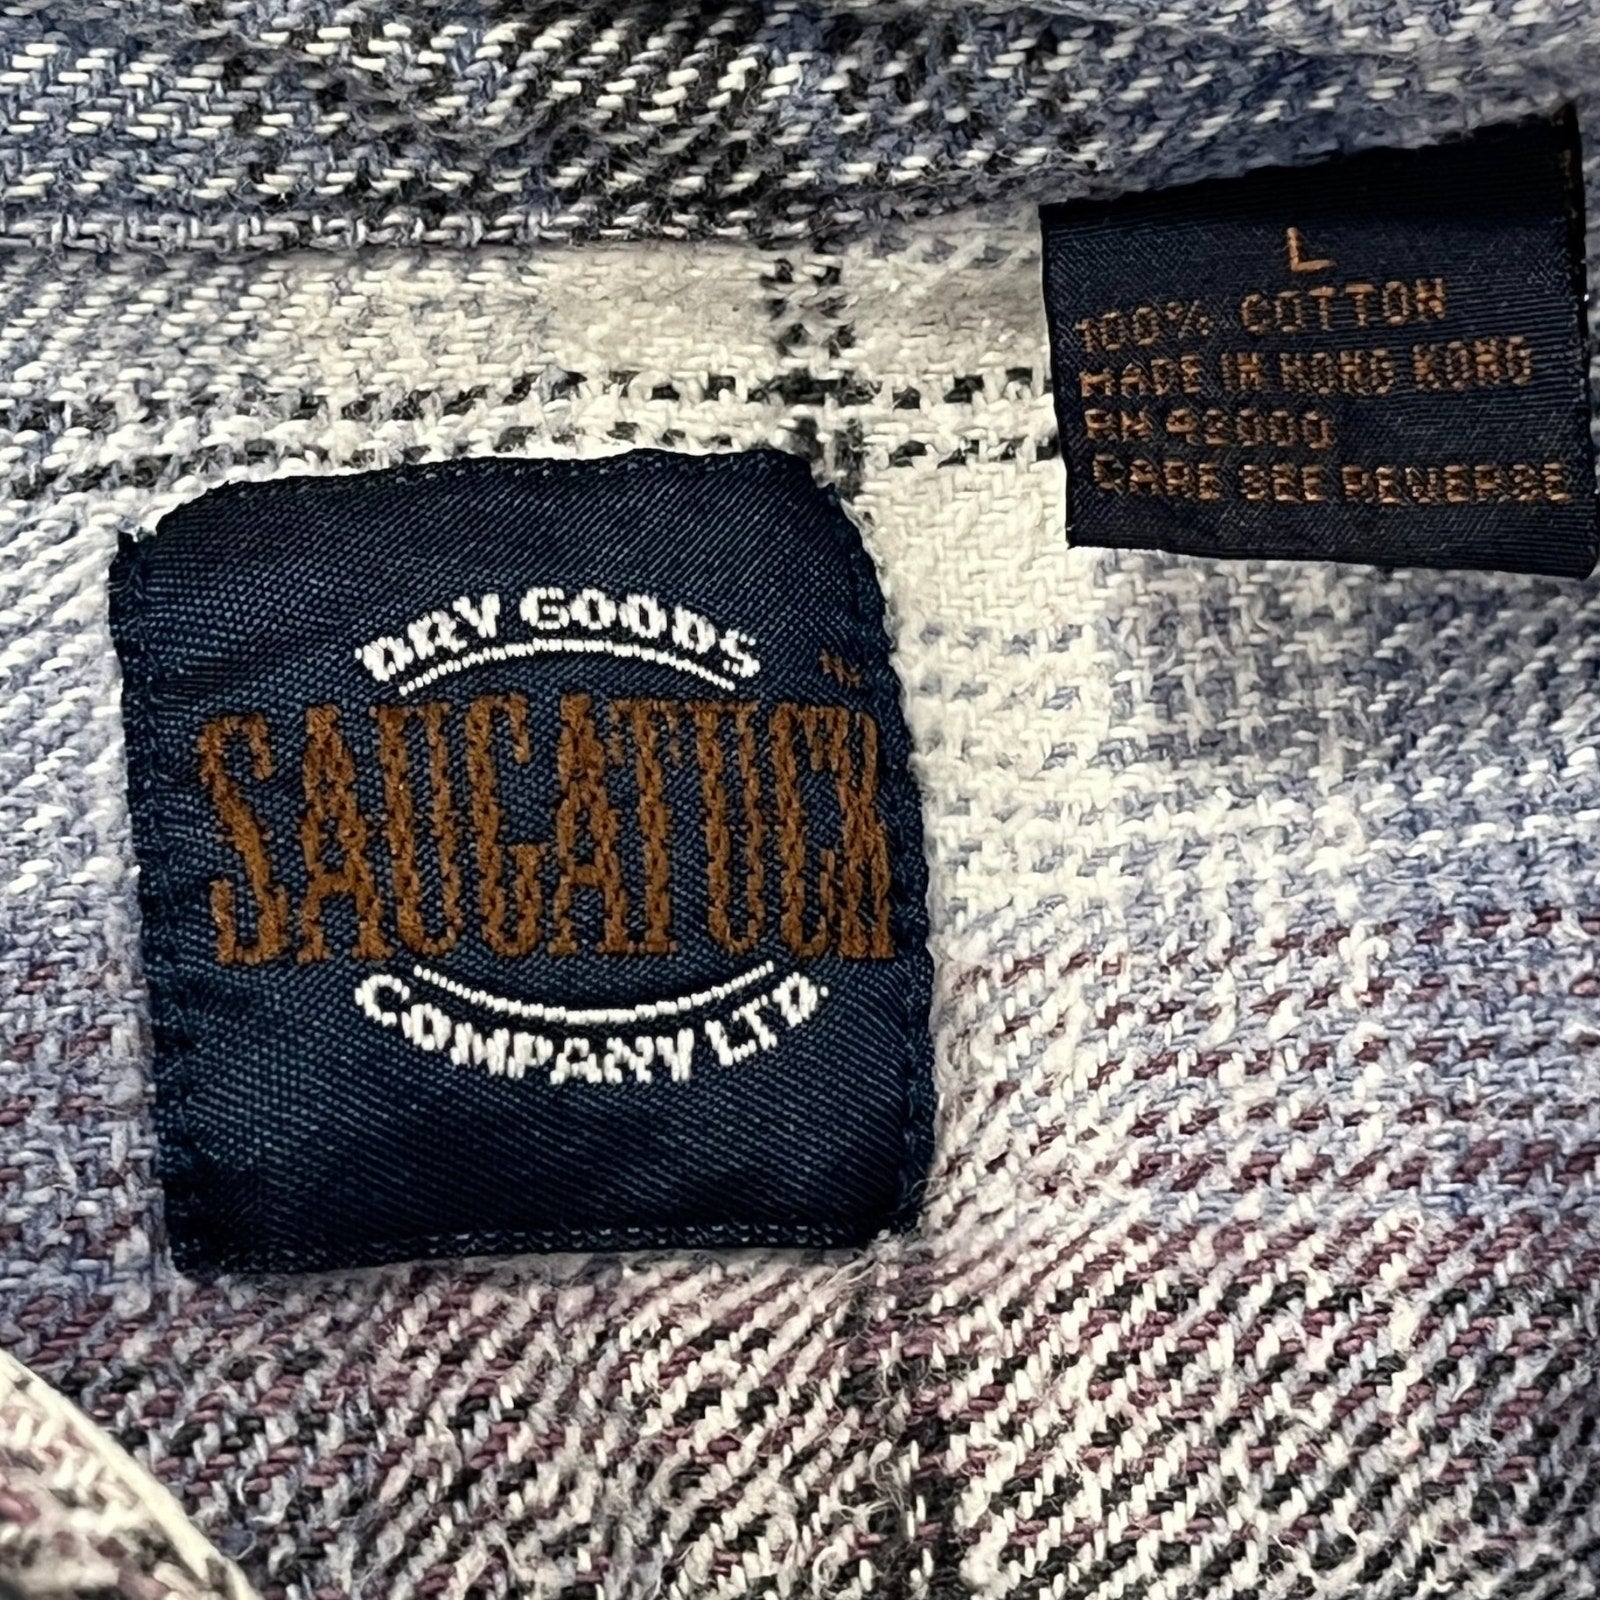 DRY GOODS
SAUGATUCK
COMPANY LTD.
L
100% COTTON
MADE IN HONG KONG
RN 42000
CARE SEE REVERSE